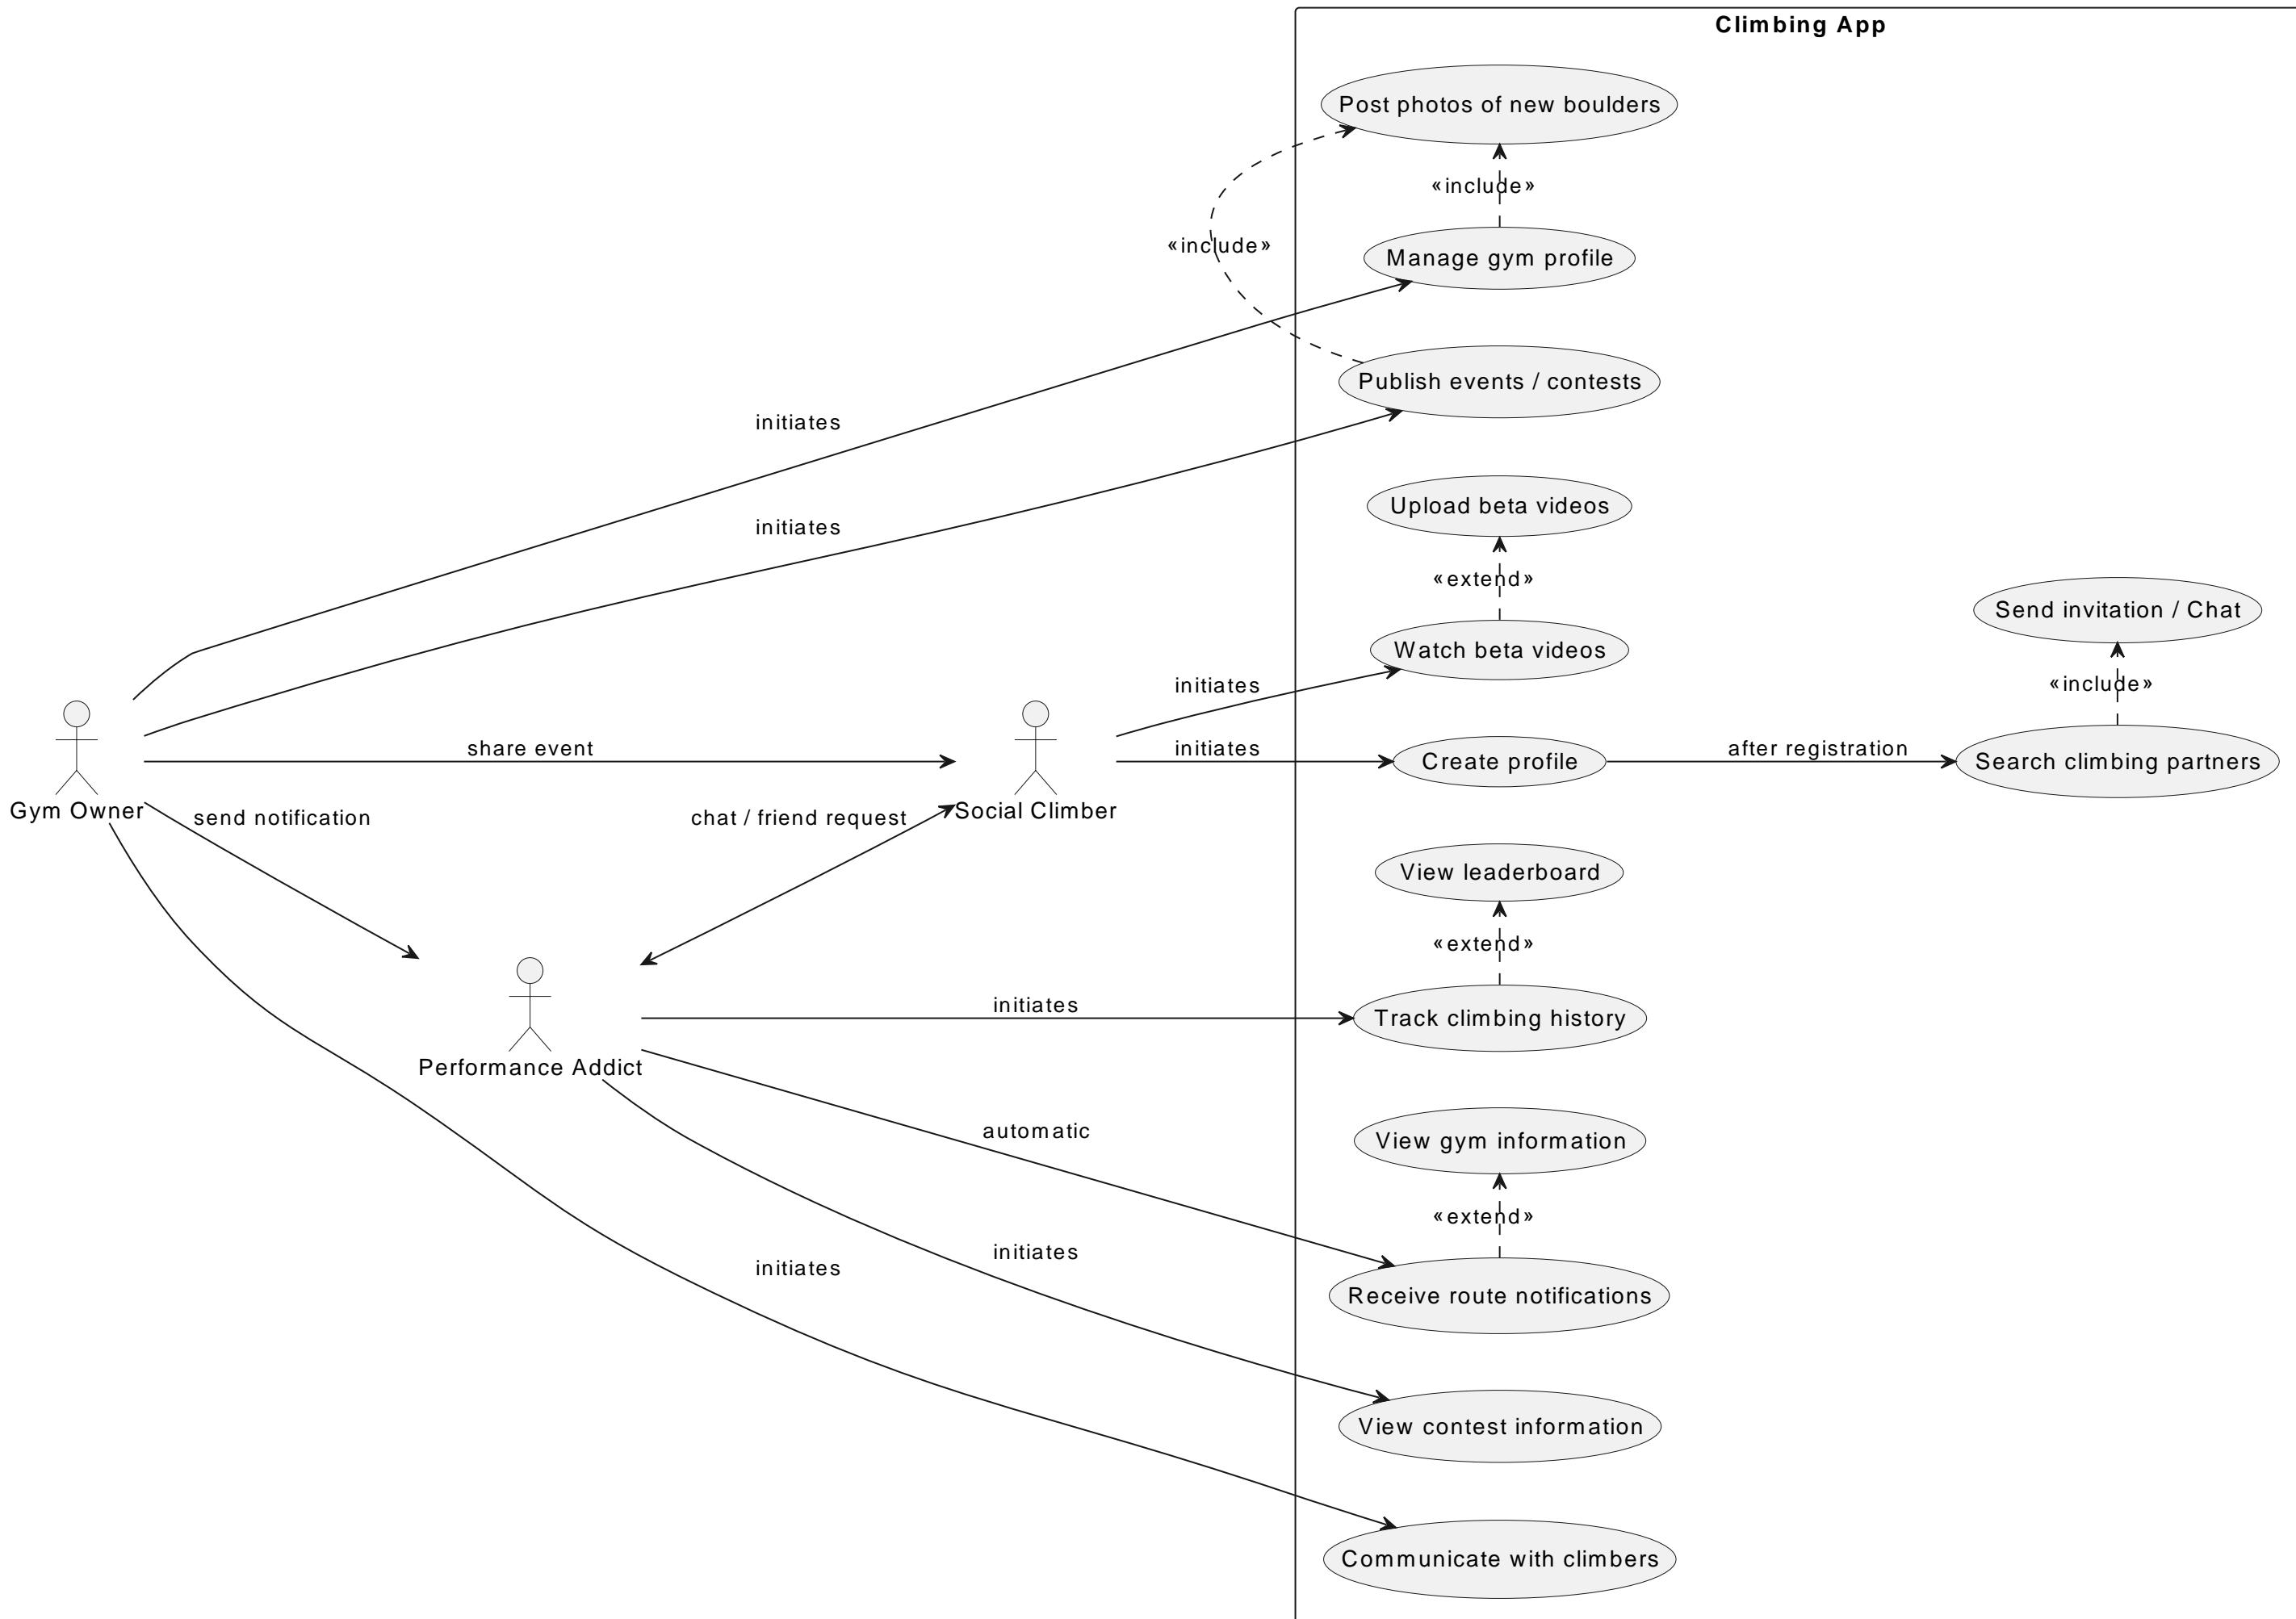 Climbing App
Post photos of new boulders
«include»
«include»
Manage gym profile
Publish events / contests
initiates
Upload beta videos
initiates
«extend»
Send invitation / Chat
Watch beta videos
«include»
initiates
share event
initiates
Create profile
after registration
Search climbing partners
Gym Owner
send notification
chat / friend request
Social Climber
View leaderboard
«extend»
initiates
Track climbing history
Performance Addict
automatic
View gym information
«extend»
initiates
initiates
Receive route notifications
View contest information
Communicate with climbers